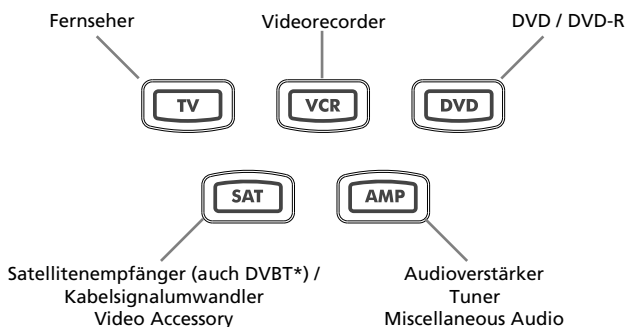 Fernseher
Videorecorder
DVD / DVD-R
TV
VCR
DVD
SAT
AMP
Satellitenempfänger (auch DVBT*) /
Kabelsignalumwandler
Video Accessory
Audioverstärker
Tuner
Miscellaneous Audio